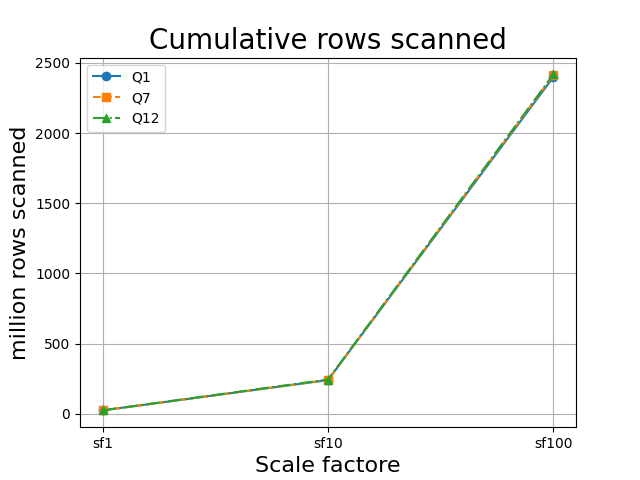 Cumulative rows scanned
Q1
Q7
Q12
million rows scanned
2500
2000
1500
1000
500
0
sf1
sf10
sf100
Scale factore